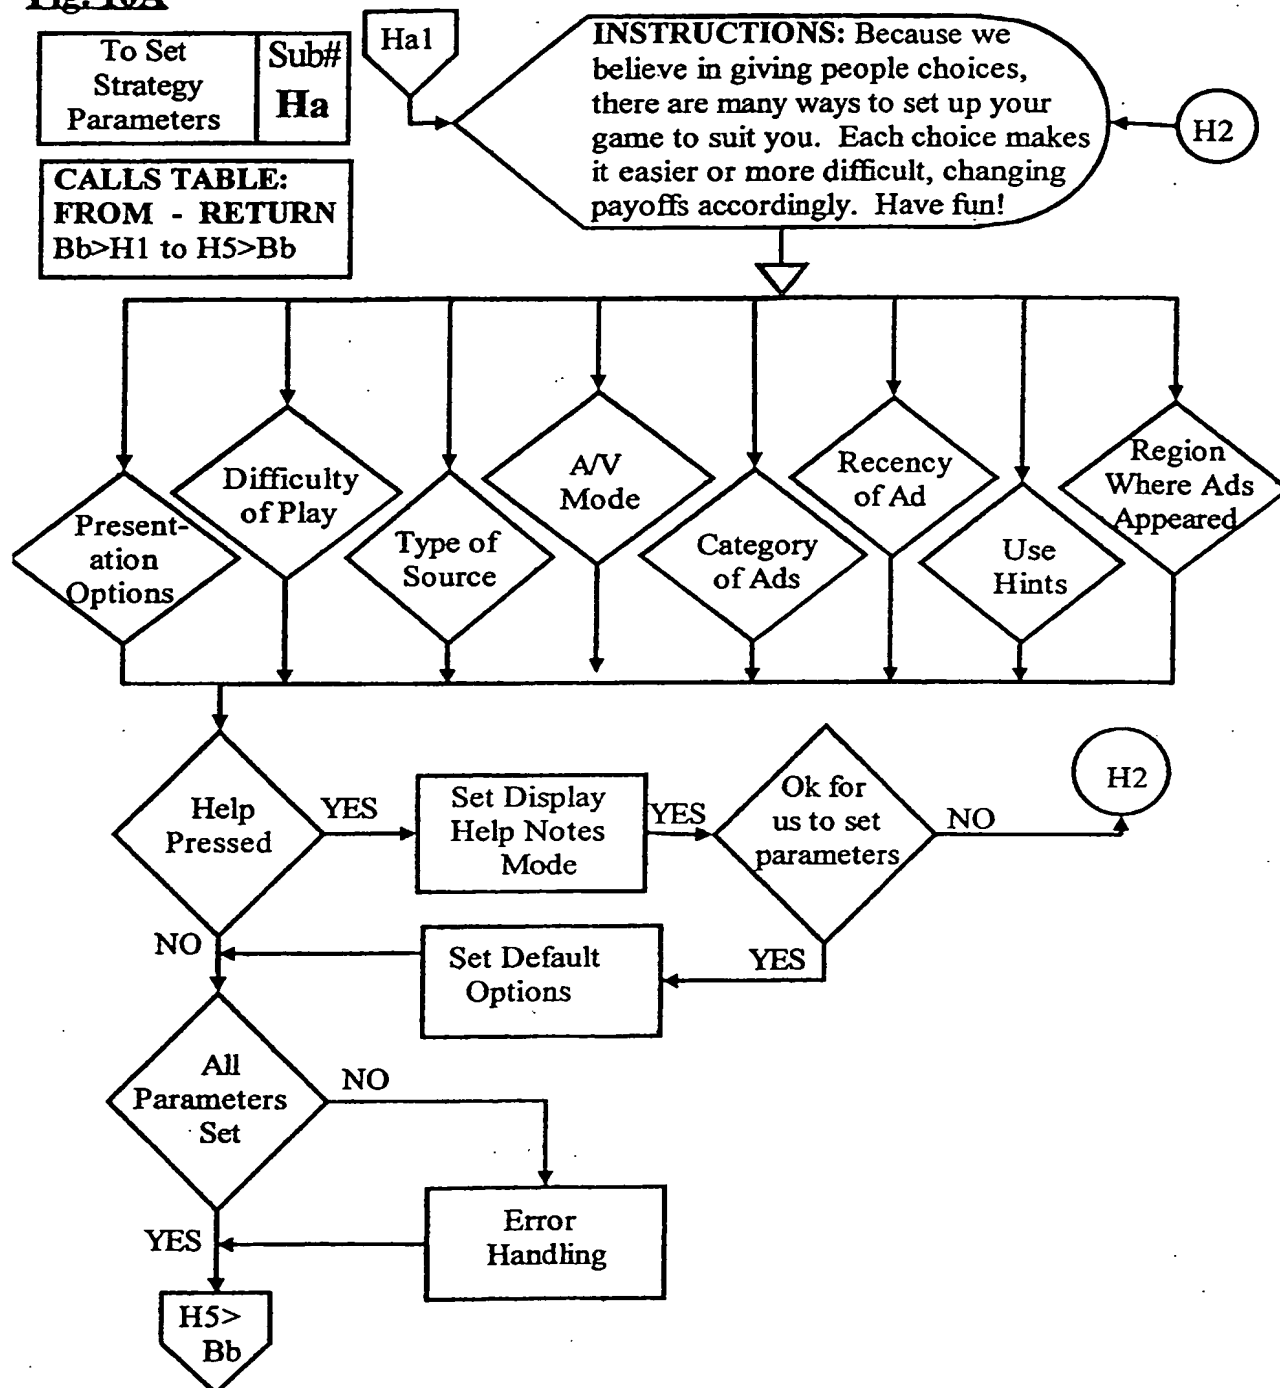 Fig. 10A
To Set
Strategy
Parameters
Sub#
Ha
CALLS TABLE:
FROM - RETURN
Bb>H1 to H5>Bb
Ha1
INSTRUCTIONS: Because we
believe in giving people choices,
there are many ways to set up your
game to suit you. Each choice makes
it easier or more difficult, changing
payoffs accordingly. Have fun!
H2
Present-
ation
Options
Difficulty
of Play
Type of
Source
A/V
Mode
Category
of Ads
Recency
of Ad
Use
Hints
Region
Where Ads
Appeared
Help
Pressed
YES
Set Display
Help Notes
Mode
YES
Ok for
us to set
parameters
NO
H2
NO
Set Default
Options
YES
All
Parameters
Set
NO
Error
Handling
YES
H5>
Bb